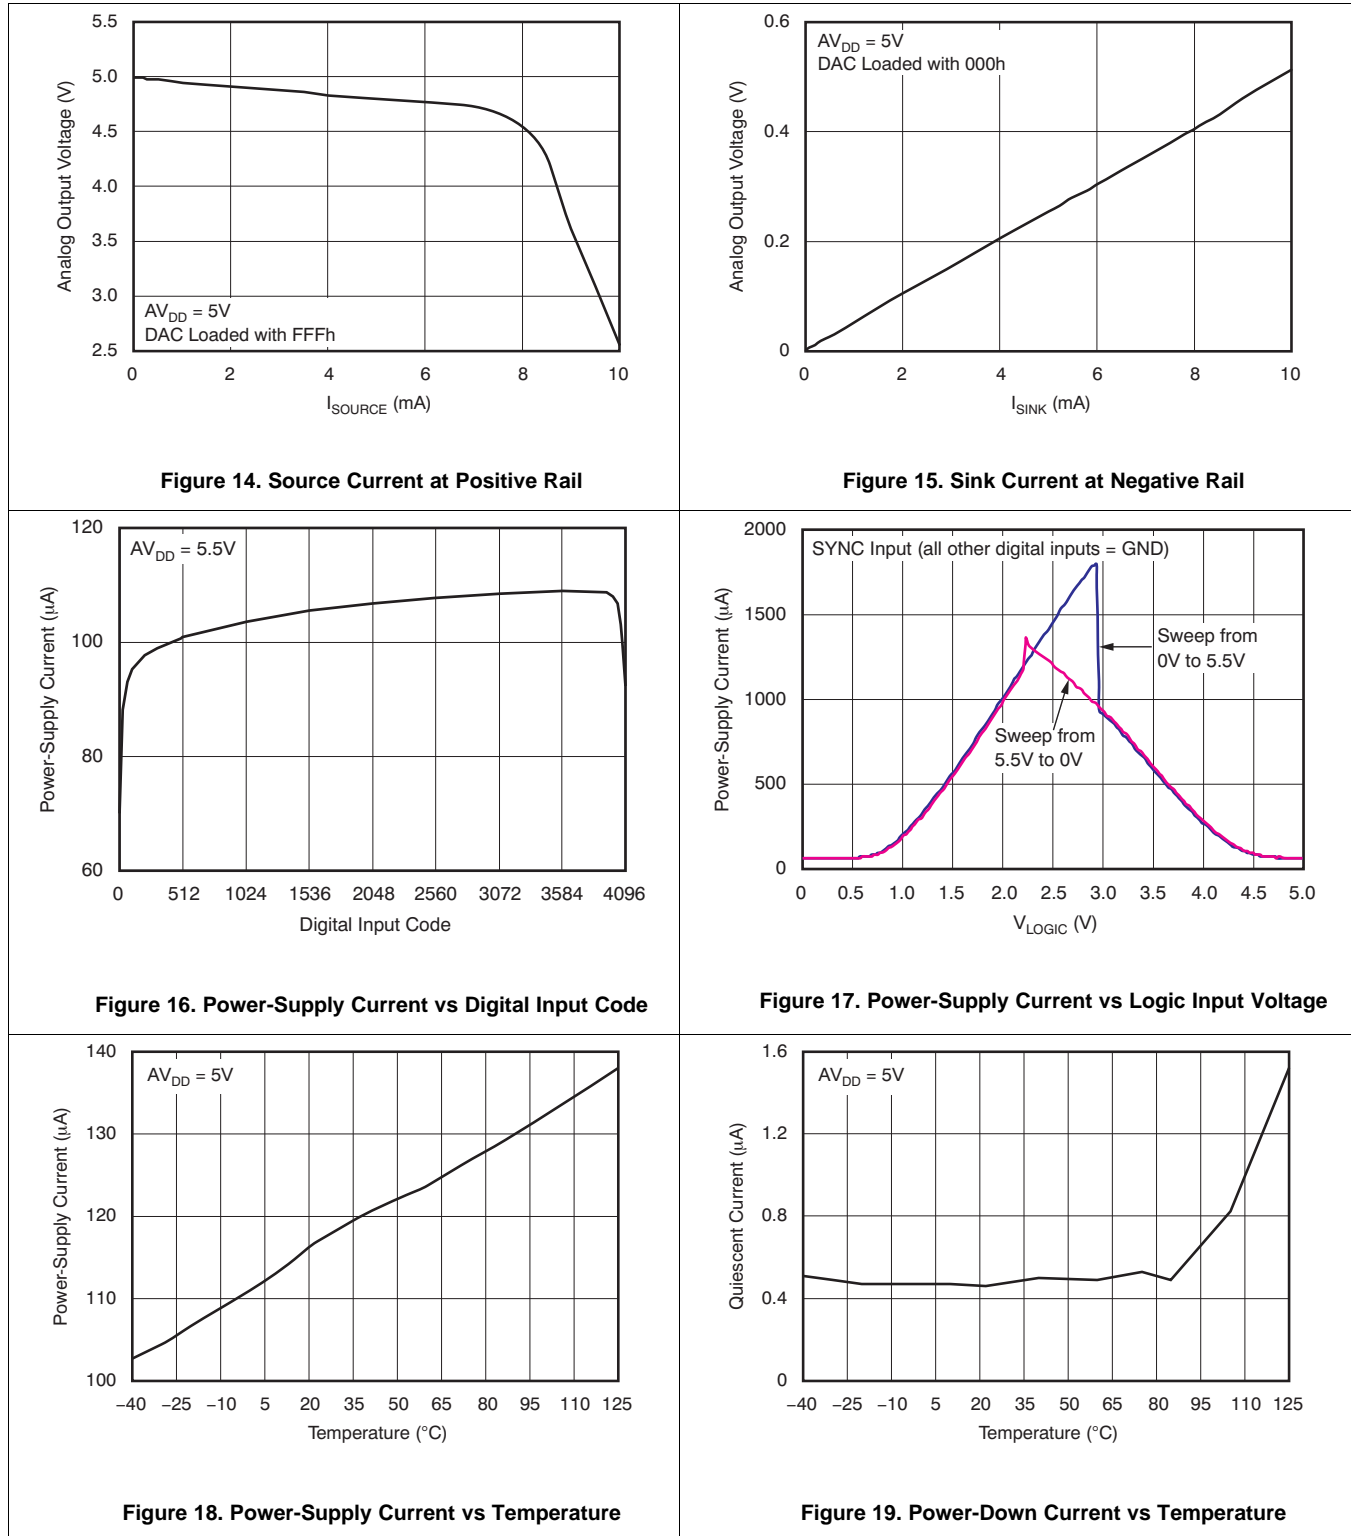 5.5
5.0
4.5
4.0
3.5
3.0
2.5
Analog Output Voltage (V)
AVDD = 5V
DAC Loaded with FFFh
0 2 4 6 8 10
ISOURCE (mA)
Figure 14. Source Current at Positive Rail
0.6
0.4
0.2
0
Analog Output Voltage (V)
AVDD = 5V
DAC Loaded with 000h
0 2 4 6 8 10
ISINK (mA)
Figure 15. Sink Current at Negative Rail
120
100
80
60
Power-Supply Current (μA)
AVDD = 5.5V
0 512 1024 1536 2048 2560 3072 3584 4096
Digital Input Code
Figure 16. Power-Supply Current vs Digital Input Code
2000
1500
1000
500
0
Power-Supply Current (μA)
SYNC Input (all other digital inputs = GND)
Sweep from
0V to 5.5V
Sweep from
5.5V to 0V
0 0.5 1.0 1.5 2.0 2.5 3.0 3.5 4.0 4.5 5.0
VLOGIC (V)
Figure 17. Power-Supply Current vs Logic Input Voltage
140
130
120
110
100
Power-Supply Current (μA)
AVDD = 5V
−40 −25 −10 5 20 35 50 65 80 95 110 125
Temperature (°C)
Figure 18. Power-Supply Current vs Temperature
1.6
1.2
0.8
0.4
0
Quiescent Current (μA)
AVDD = 5V
−40 −25 −10 5 20 35 50 65 80 95 110 125
Temperature (°C)
Figure 19. Power-Down Current vs Temperature